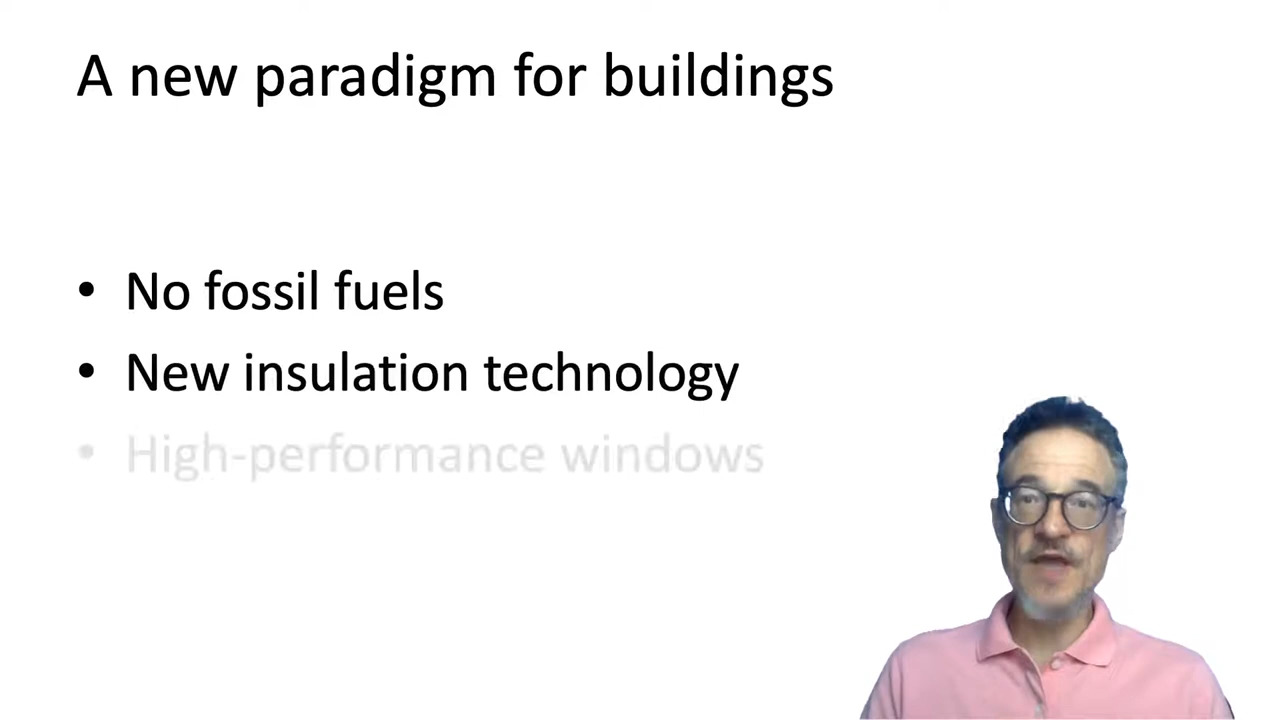 A new paradigm for buildings
• No fossil fuels
• New insulation technology
• High-performance windows